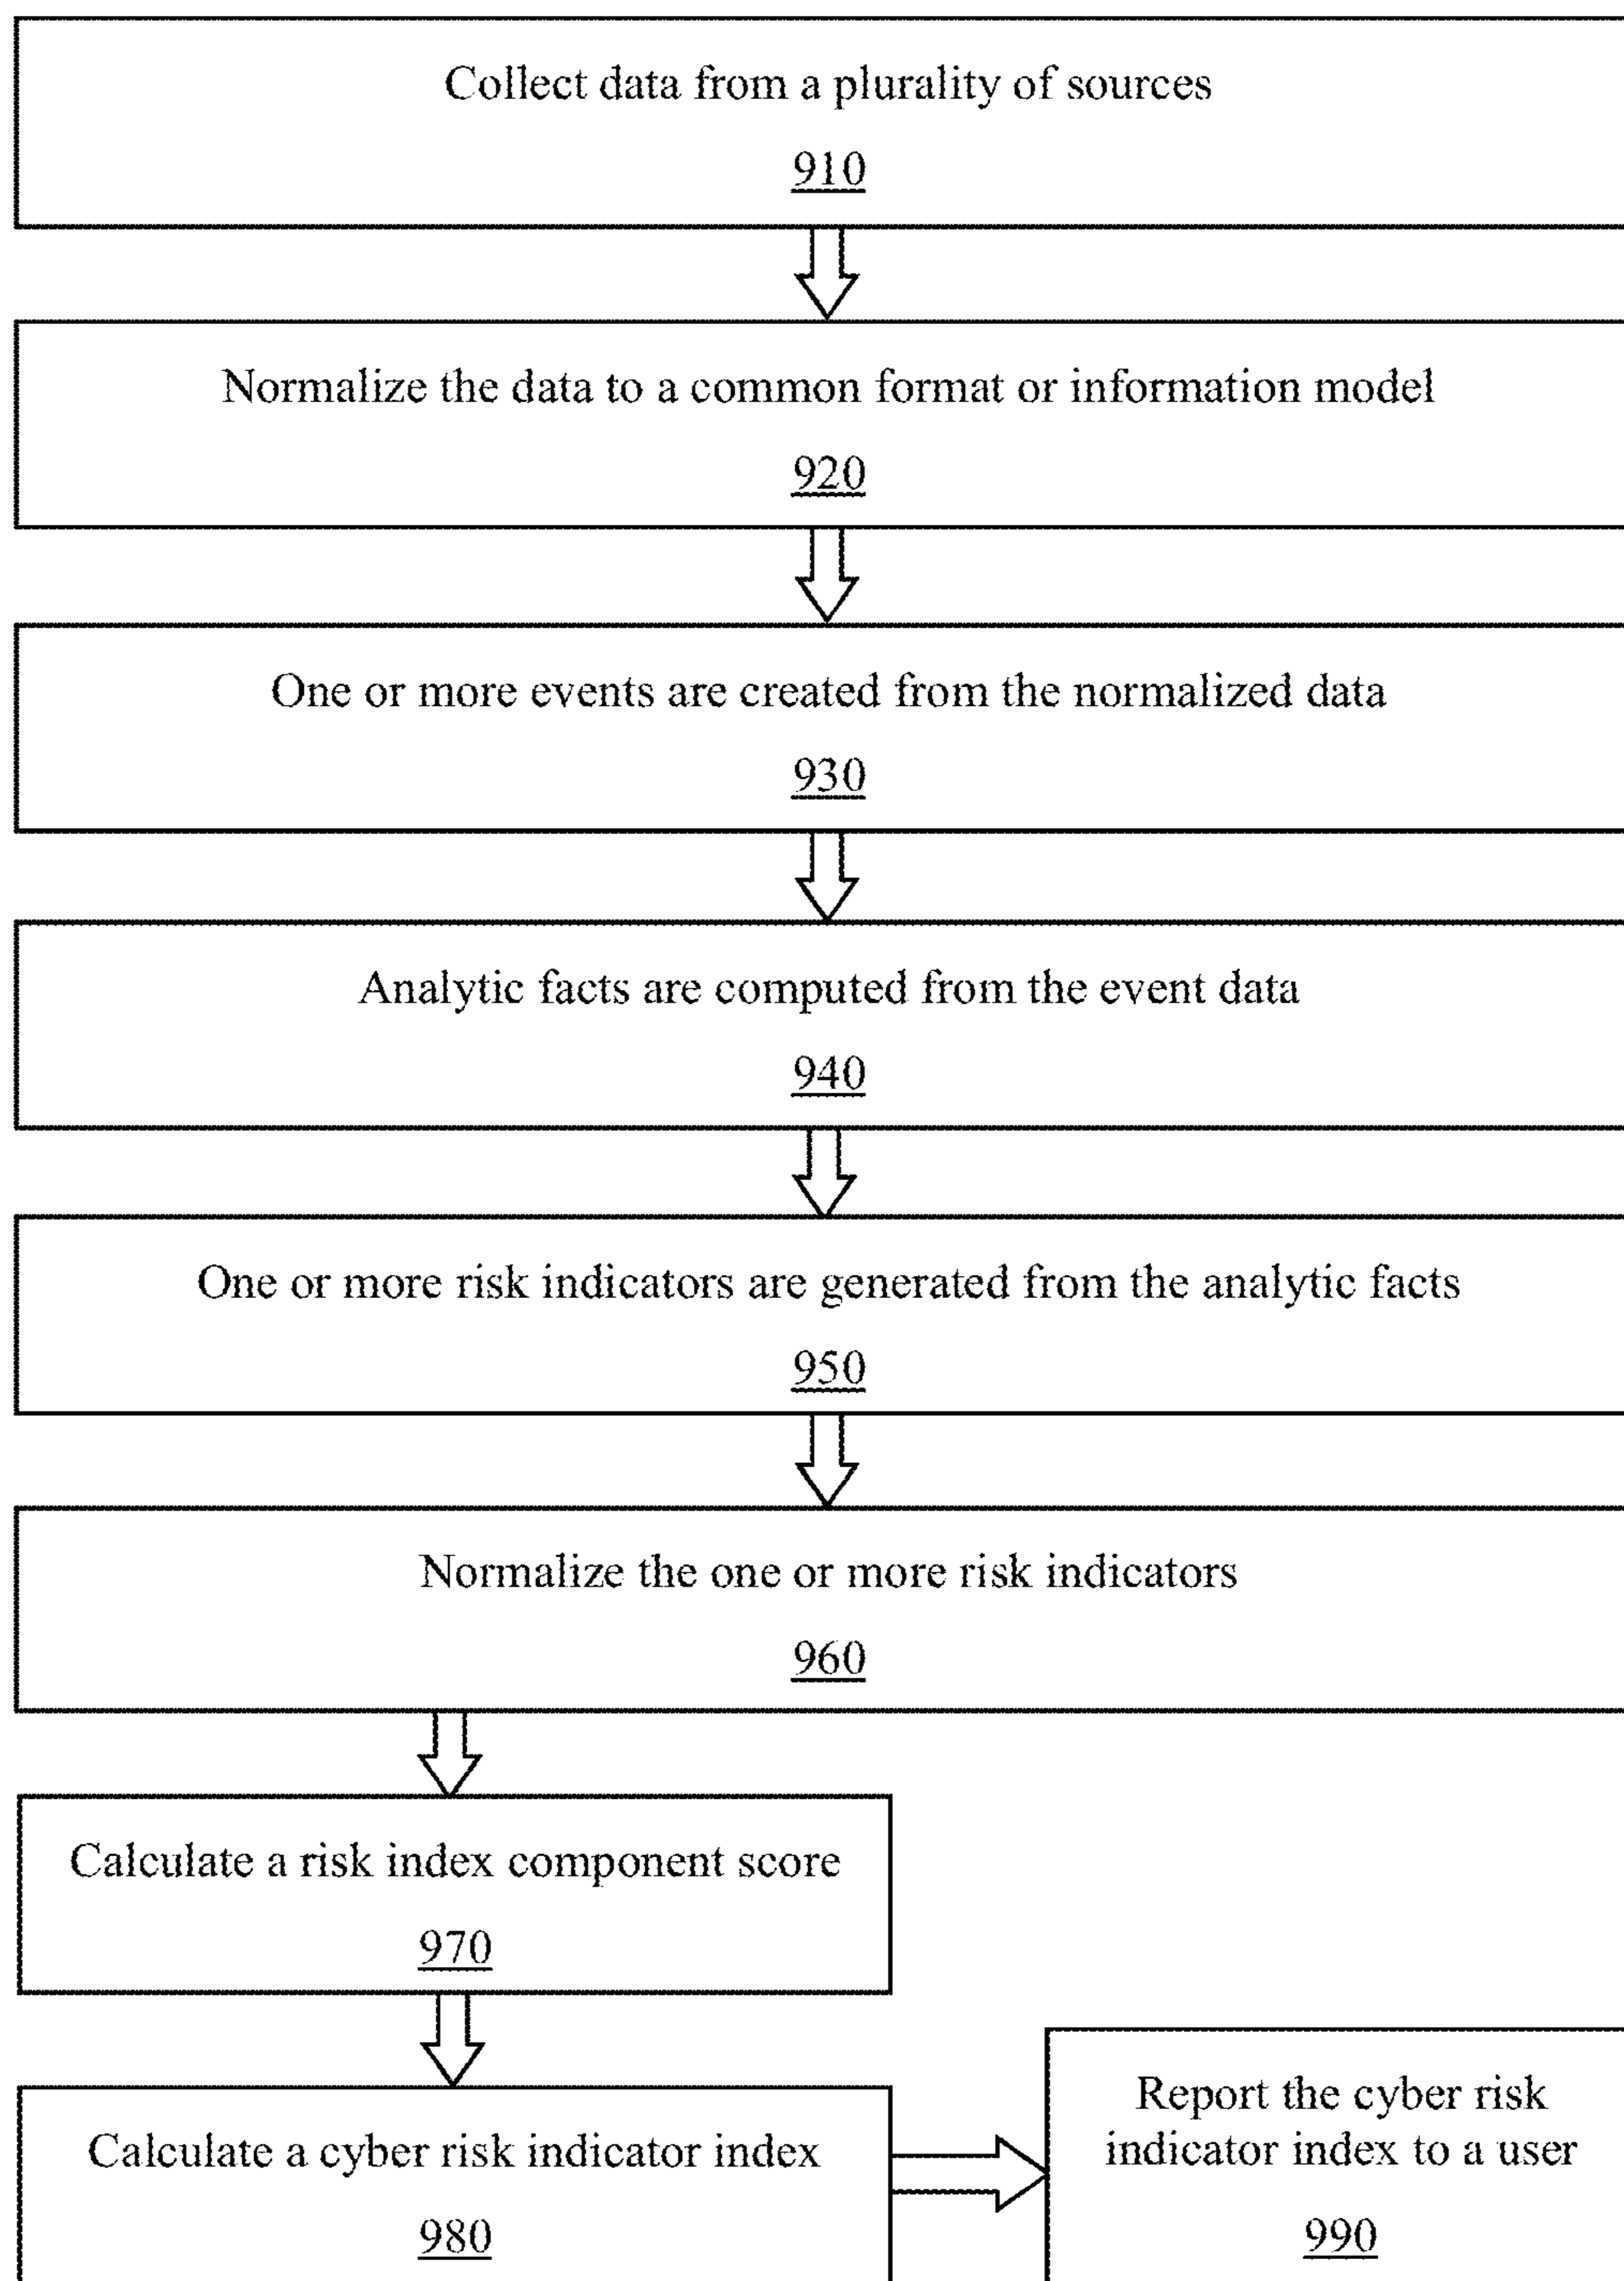 Collect data from a plurality of sources
910
Normalize the data to a common format or information model
920
One or more events are created from the normalized data
930
Analytic facts are computed from the event data
940
One or more risk indicators are generated from the analytic facts
950
Normalize the one or more risk indicators
960
Calculate a risk index component score
970
Calculate a cyber risk indicator index
980
Report the cyber risk
indicator index to a user
990